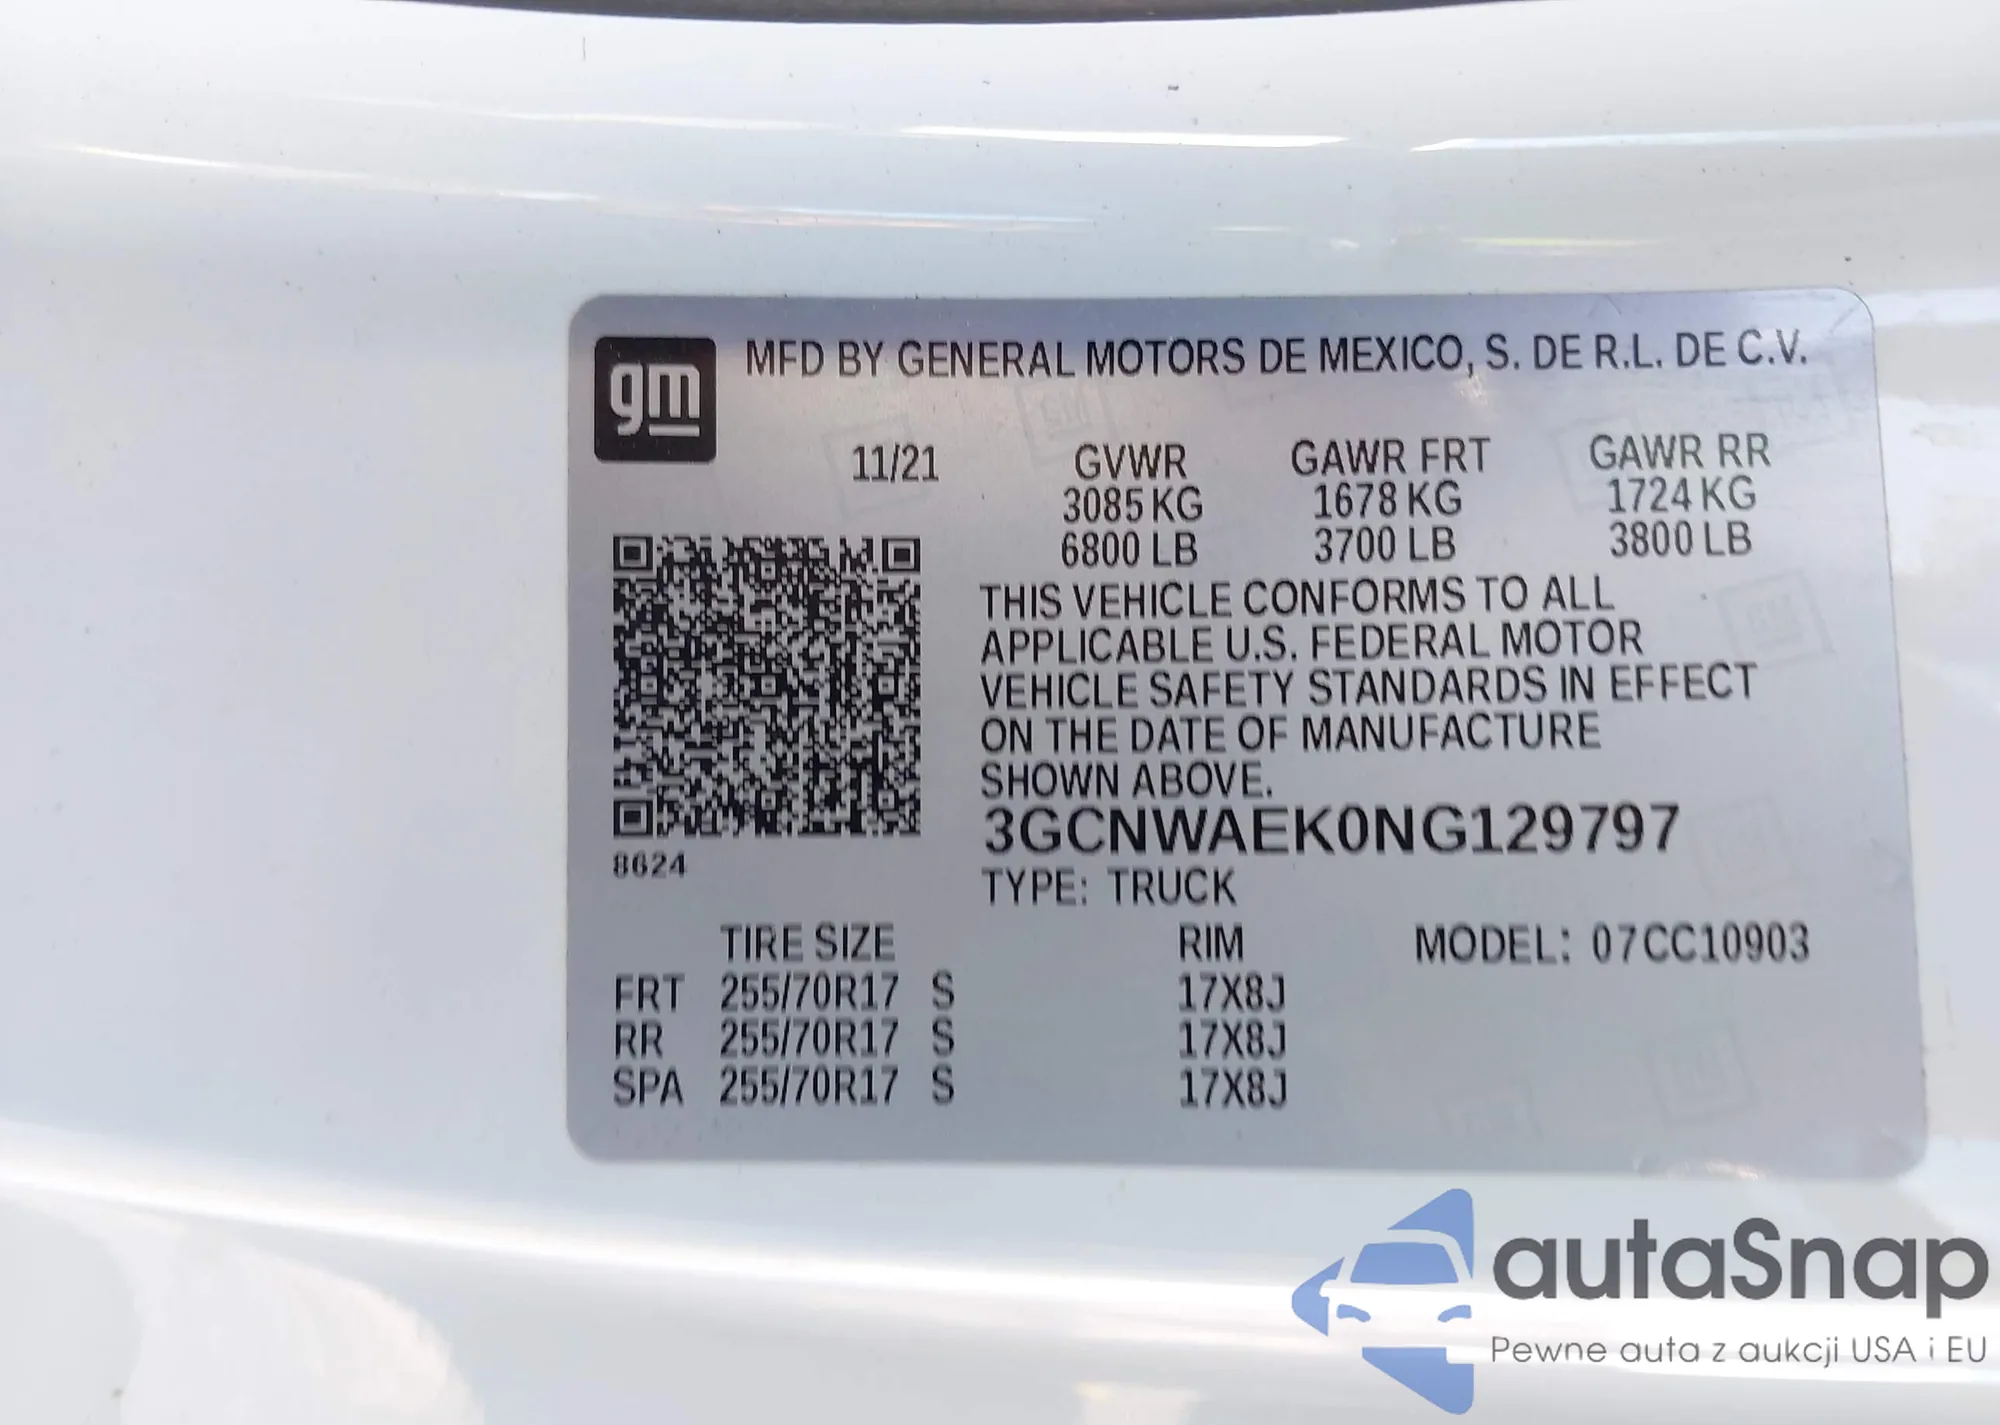 gm
MFD BY GENERAL MOTORS DE MEXICO, S. DE R.L. DE C.V.
11/21 GVWR GAWR FRT GAWR RR
3085 KG 1678 KG 1724 KG
6800 LB 3700 LB 3800 LB
THIS VEHICLE CONFORMS TO ALL
APPLICABLE U.S. FEDERAL MOTOR
VEHICLE SAFETY STANDARDS IN EFFECT
ON THE DATE OF MANUFACTURE
SHOWN ABOVE.
3GCNWAEK0NG129797
8624
TYPE: TRUCK
TIRE SIZE RIM MODEL: 07CC10903
FRT 255/70R17 S 17X8J
RR 255/70R17 S 17X8J
SPA 255/70R17 S 17X8J
autaSnap
Pewne auta z aukcji USA i EU